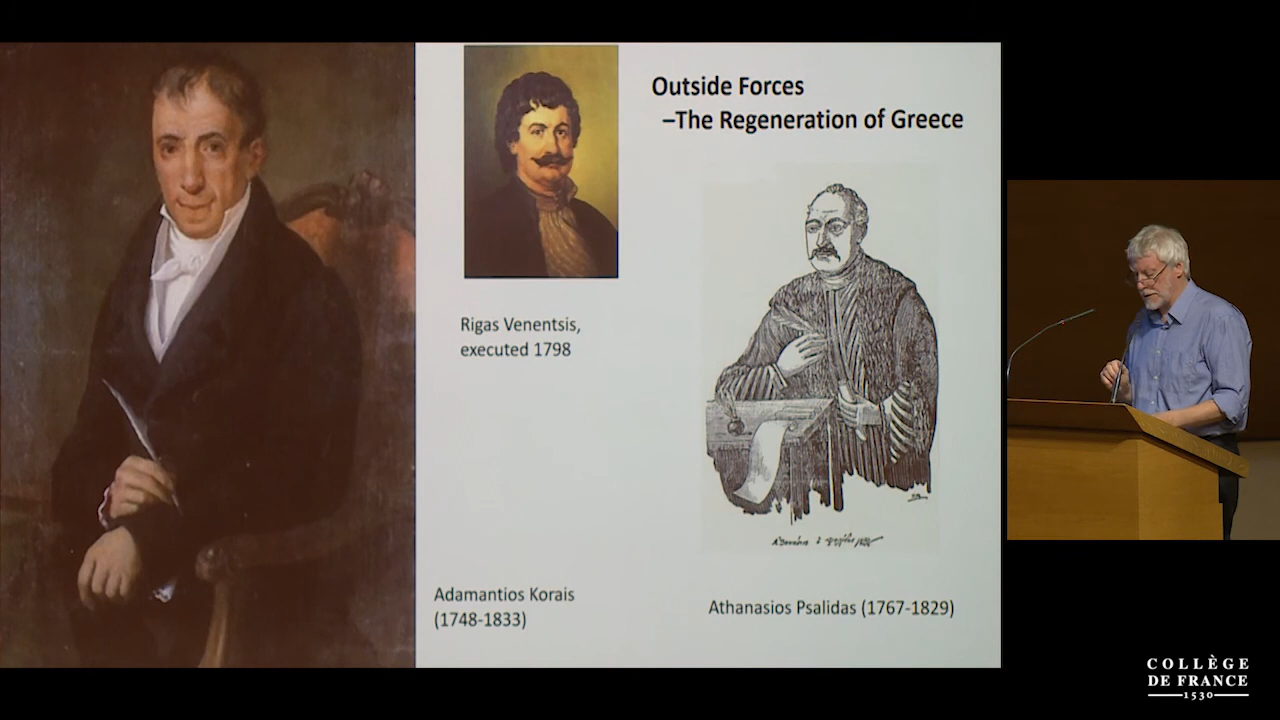 Outside Forces
–The Regeneration of Greece
Rigas Venentsis,
executed 1798
Adamantios Korais
(1748-1833)
Athanasios Psalidas (1767-1829)
COLLÈGE
DE FRANCE
1530